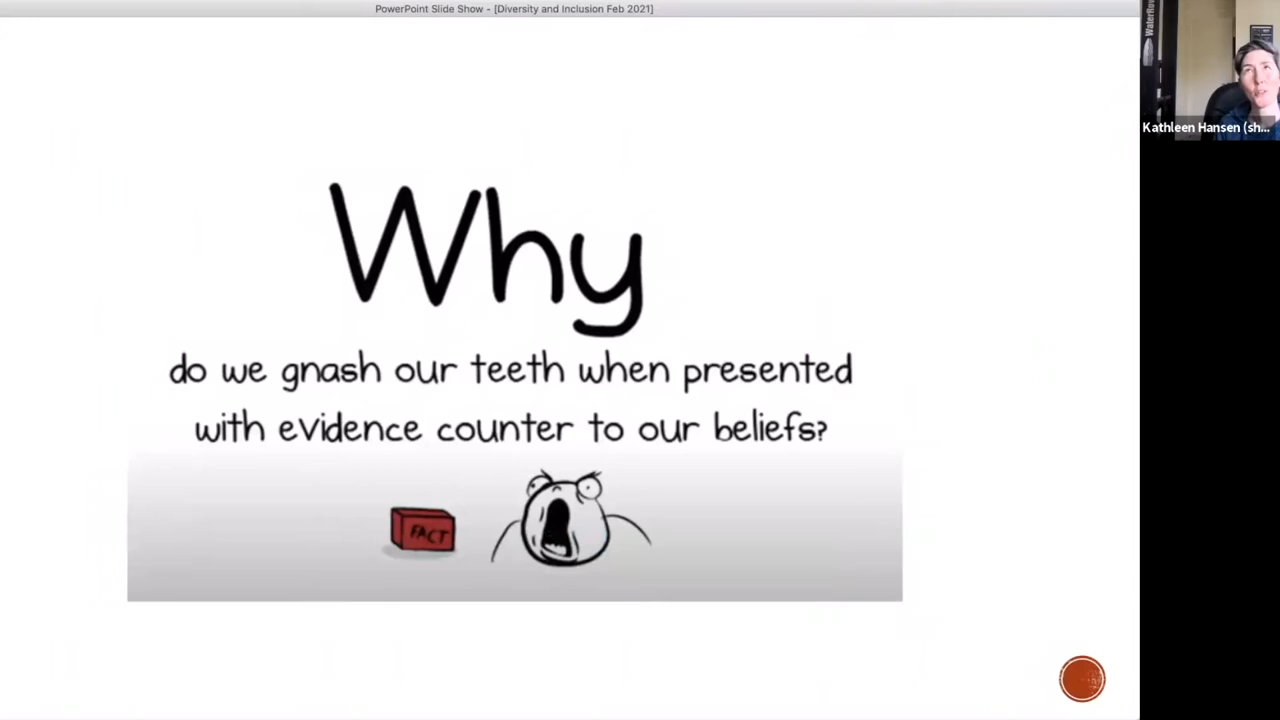 PowerPoint Slide Show - [Diversity and Inclusion Feb 2021]
WaterRow
Kathleen Hansen (sh...
Why
do we gnash our teeth when presented
with evidence counter to our beliefs?
FACT